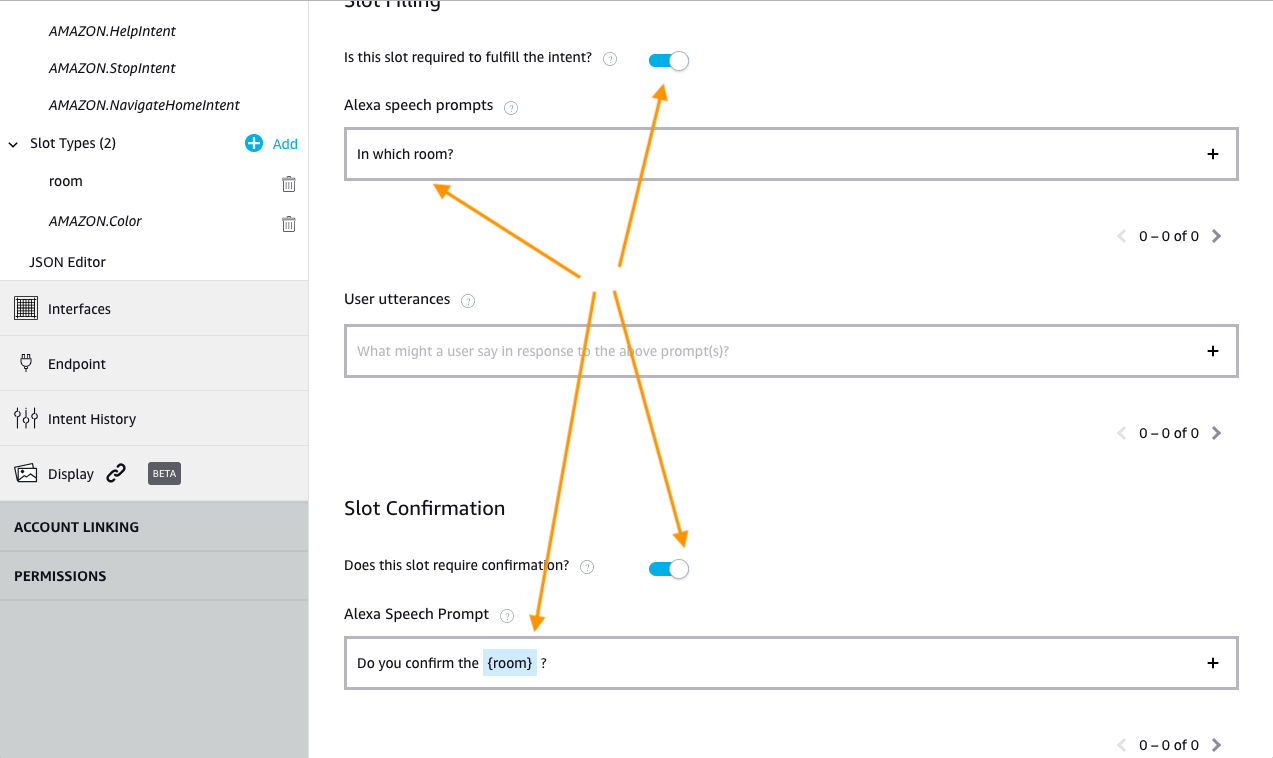 AMAZON.HelpIntent
AMAZON.StopIntent
AMAZON.NavigateHomeIntent
Slot Types (2)
Add
room
AMAZON.Color
JSON Editor
Interfaces
Endpoint
Intent History
Display
BETA
ACCOUNT LINKING
PERMISSIONS
Slot Filling
Is this slot required to fulfill the intent? ?
Alexa speech prompts ?
In which room? +
0 – 0 of 0
User utterances ?
What might a user say in response to the above prompt(s)? +
0 – 0 of 0
Slot Confirmation
Does this slot require confirmation? ?
Alexa Speech Prompt ?
Do you confirm the {room} ? +
0 – 0 of 0